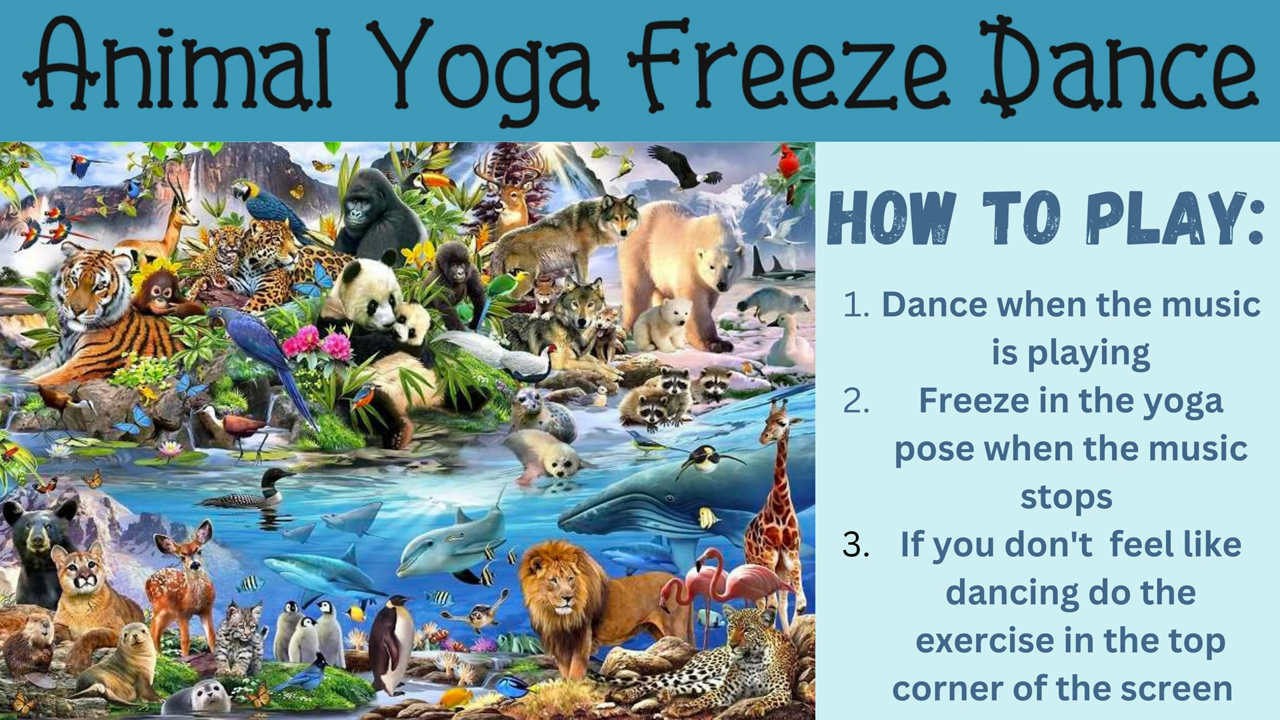 Animal Yoga Freeze Dance
HOW TO PLAY:
1. Dance when the music
is playing
2. Freeze in the yoga
pose when the music
stops
3. If you don't  feel like
dancing do the
exercise in the top
corner of the screen